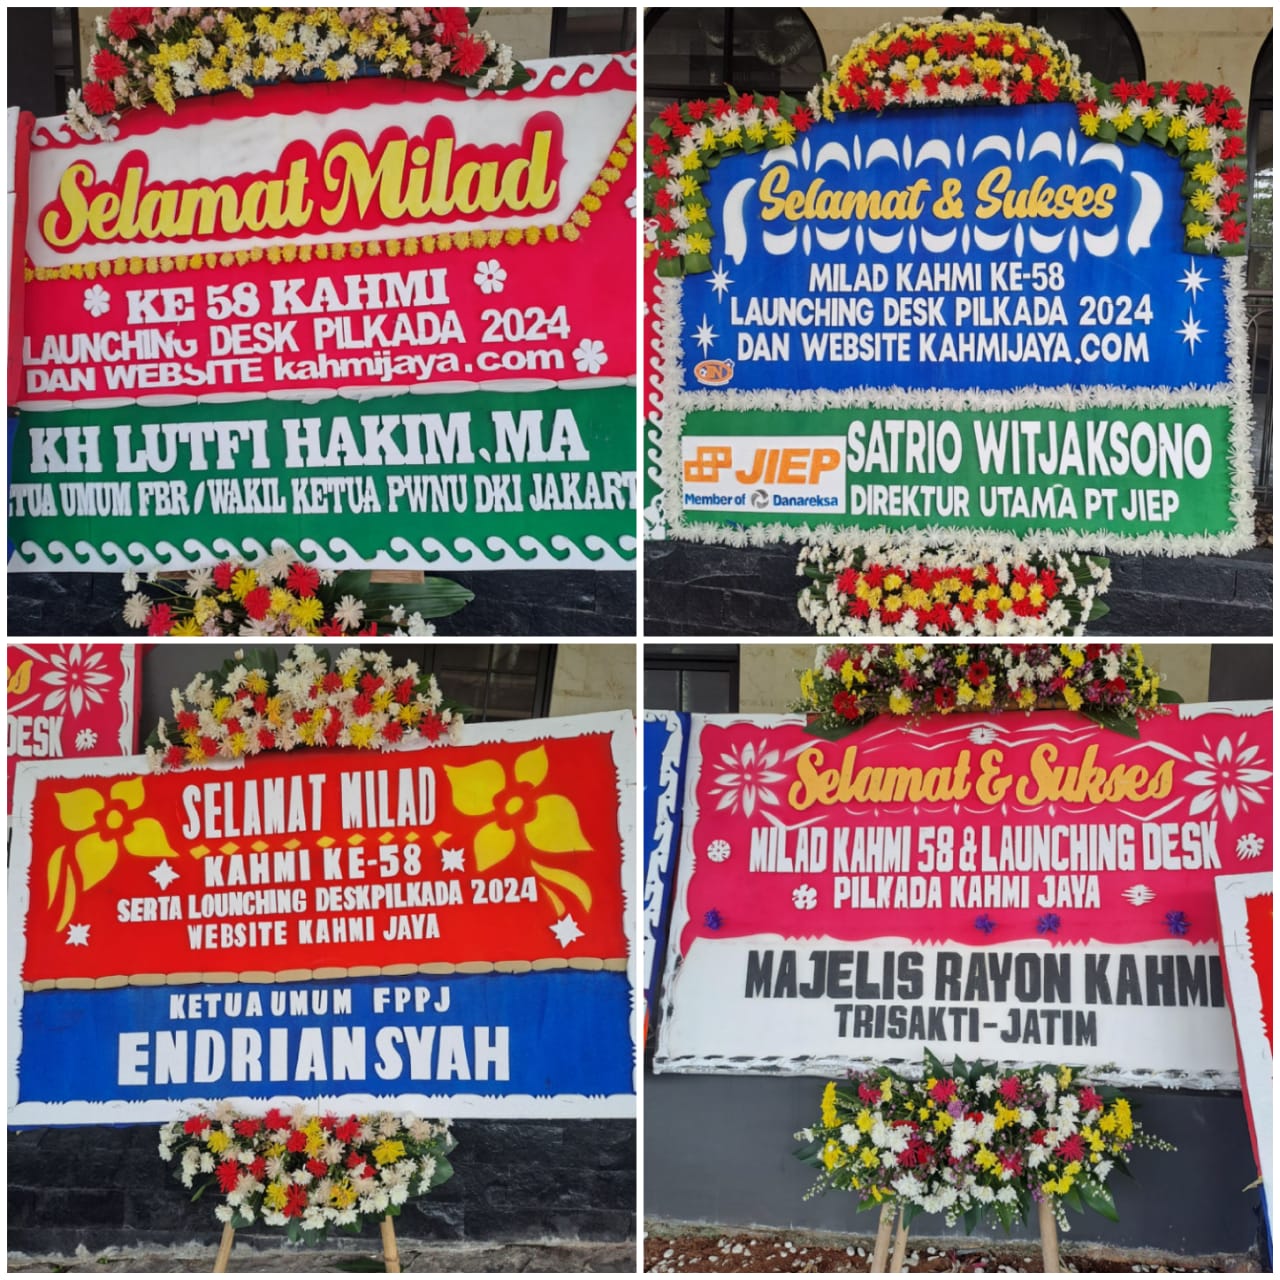 Selamat Milad
KE 58 KAHMI
LAUNCHING DESK PILKADA 2024
DAN WEBSITE kahmijaya.com
KH LUTFI HAKIM, MA
TUA UMUM FBR / WAKIL KETUA PWNU DKI JAKART
Selamat & Sukses
MILAD KAHMI KE-58
LAUNCHING DESK PILKADA 2024
DAN WEBSITE KAHMIJAYA.COM
JIEP
Member of Danareksa
SATRIO WITJAKSONO
DIREKTUR UTAMA PT JIEP
DESK
SELAMAT MILAD
KAHMI KE-58
SERTA LOUNCHING DESKPILKADA 2024
WEBSITE KAHMI JAYA
KETUA UMUM FPPJ
ENDRIANSYAH
Selamat & Sukses
MILAD KAHMI 58 & LAUNCHING DESK
PILKADA KAHMI JAYA
MAJELIS RAYON KAHMI
TRISAKTI-JATIM